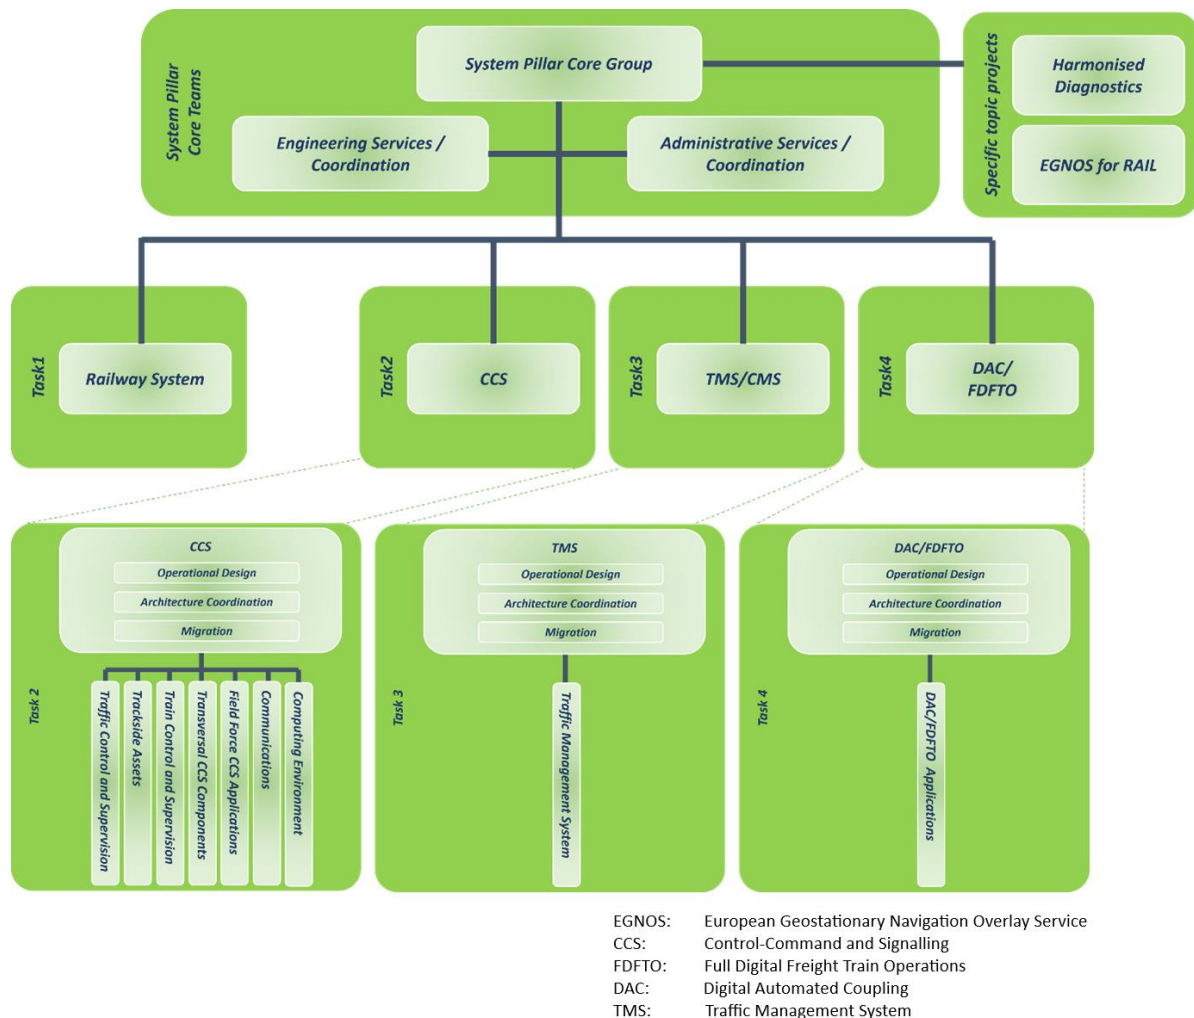 System Pillar
Core Teams
System Pillar Core Group
Engineering Services /
Coordination
Administrative Services /
Coordination
Specific topic projects
Harmonised
Diagnostics
EGNOS for RAIL
Task1
Railway System
Task2
CCS
Task3
TMS/CMS
Task4
DAC/
FDFTO
Task 2
CCS
Operational Design
Architecture Coordination
Migration
Traffic Control and Supervision
Trackside Assets
Train Control and Supervision
Transversal CCS Components
Field Force CCS Applications
Communications
Computing Environment
Task 3
TMS
Operational Design
Architecture Coordination
Migration
Traffic Management System
Task 4
DAC/FDFTO
Operational Design
Architecture Coordination
Migration
DAC/FDFTO Applications
EGNOS: European Geostationary Navigation Overlay Service
CCS: Control-Command and Signalling
FDFTO: Full Digital Freight Train Operations
DAC: Digital Automated Coupling
TMS: Traffic Management System